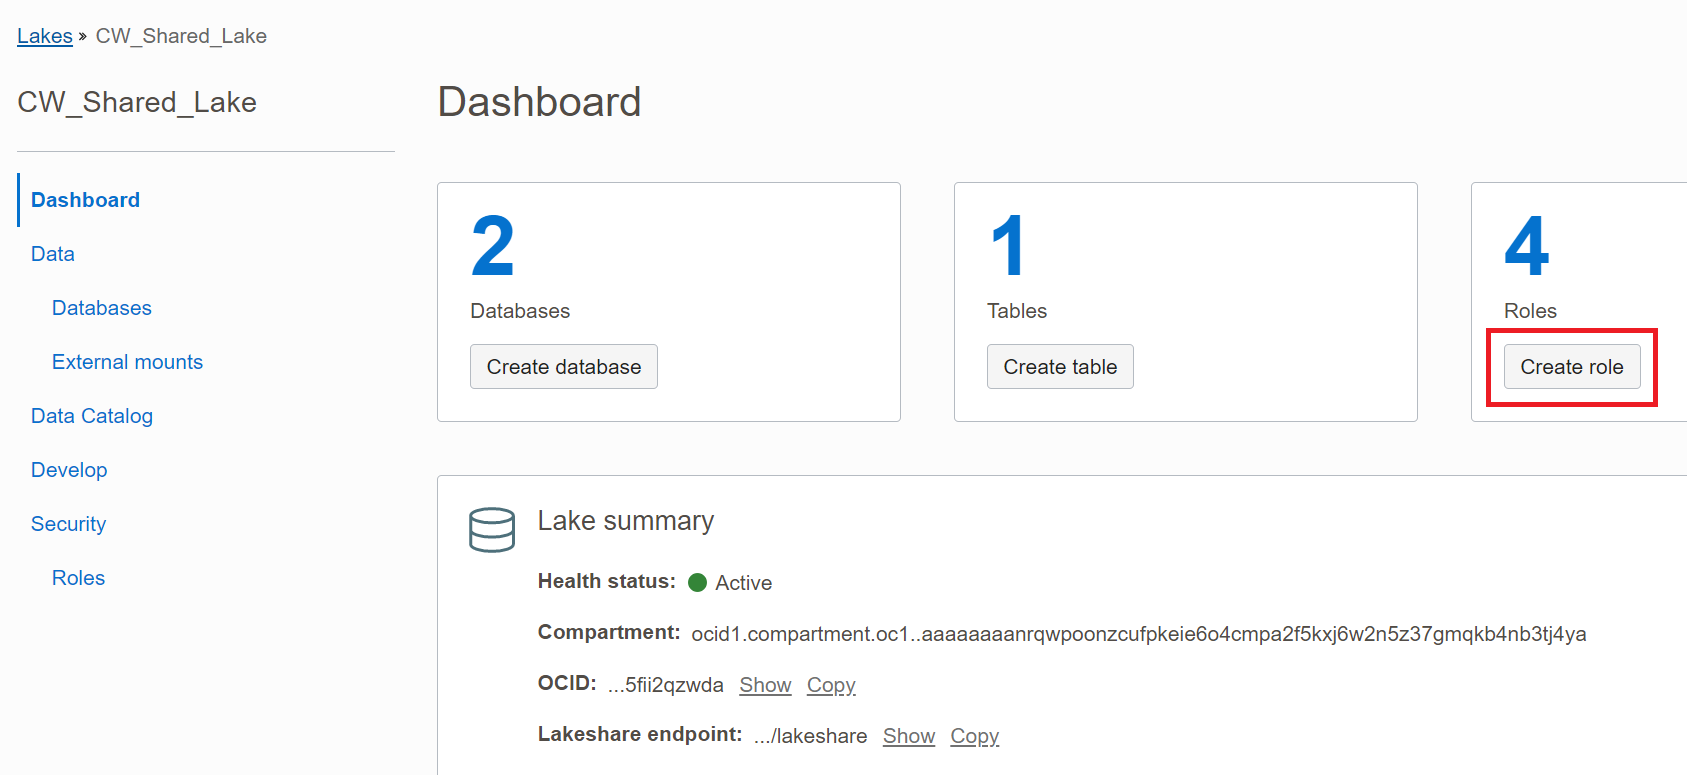 Lakes » CW_Shared_Lake
CW_Shared_Lake
Dashboard
Data
Databases
External mounts
Data Catalog
Develop
Security
Roles
Dashboard
2
Databases
Create database
1
Tables
Create table
4
Roles
Create role
Lake summary
Health status: Active
Compartment: ocid1.compartment.oc1..aaaaaaaanrqwpoonzcufpkeie6o4cmpa2f5kxj6w2n5z37gmqkb4nb3tj4ya
OCID: ...5fii2qzwda Show Copy
Lakeshare endpoint: .../lakeshare Show Copy